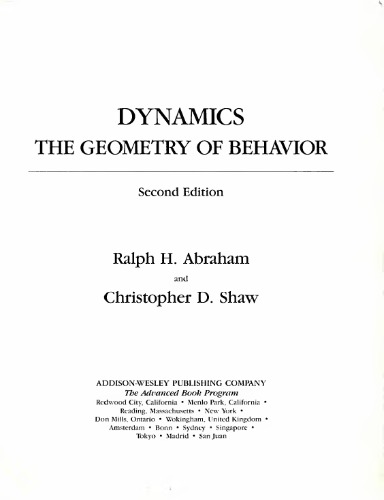 DYNAMICS
THE GEOMETRY OF BEHAVIOR
Second Edition
Ralph H. Abraham
and
Christopher D. Shaw
ADDISON-WESLEY PUBLISHING COMPANY
The Advanced Book Program
Redwood City, California • Menlo Park, California •
Reading, Massachusetts • New York •
Don Mills, Ontario • Wokingham, United Kingdom •
Amsterdam • Bonn • Sydney • Singapore •
Tokyo • Madrid • San Juan